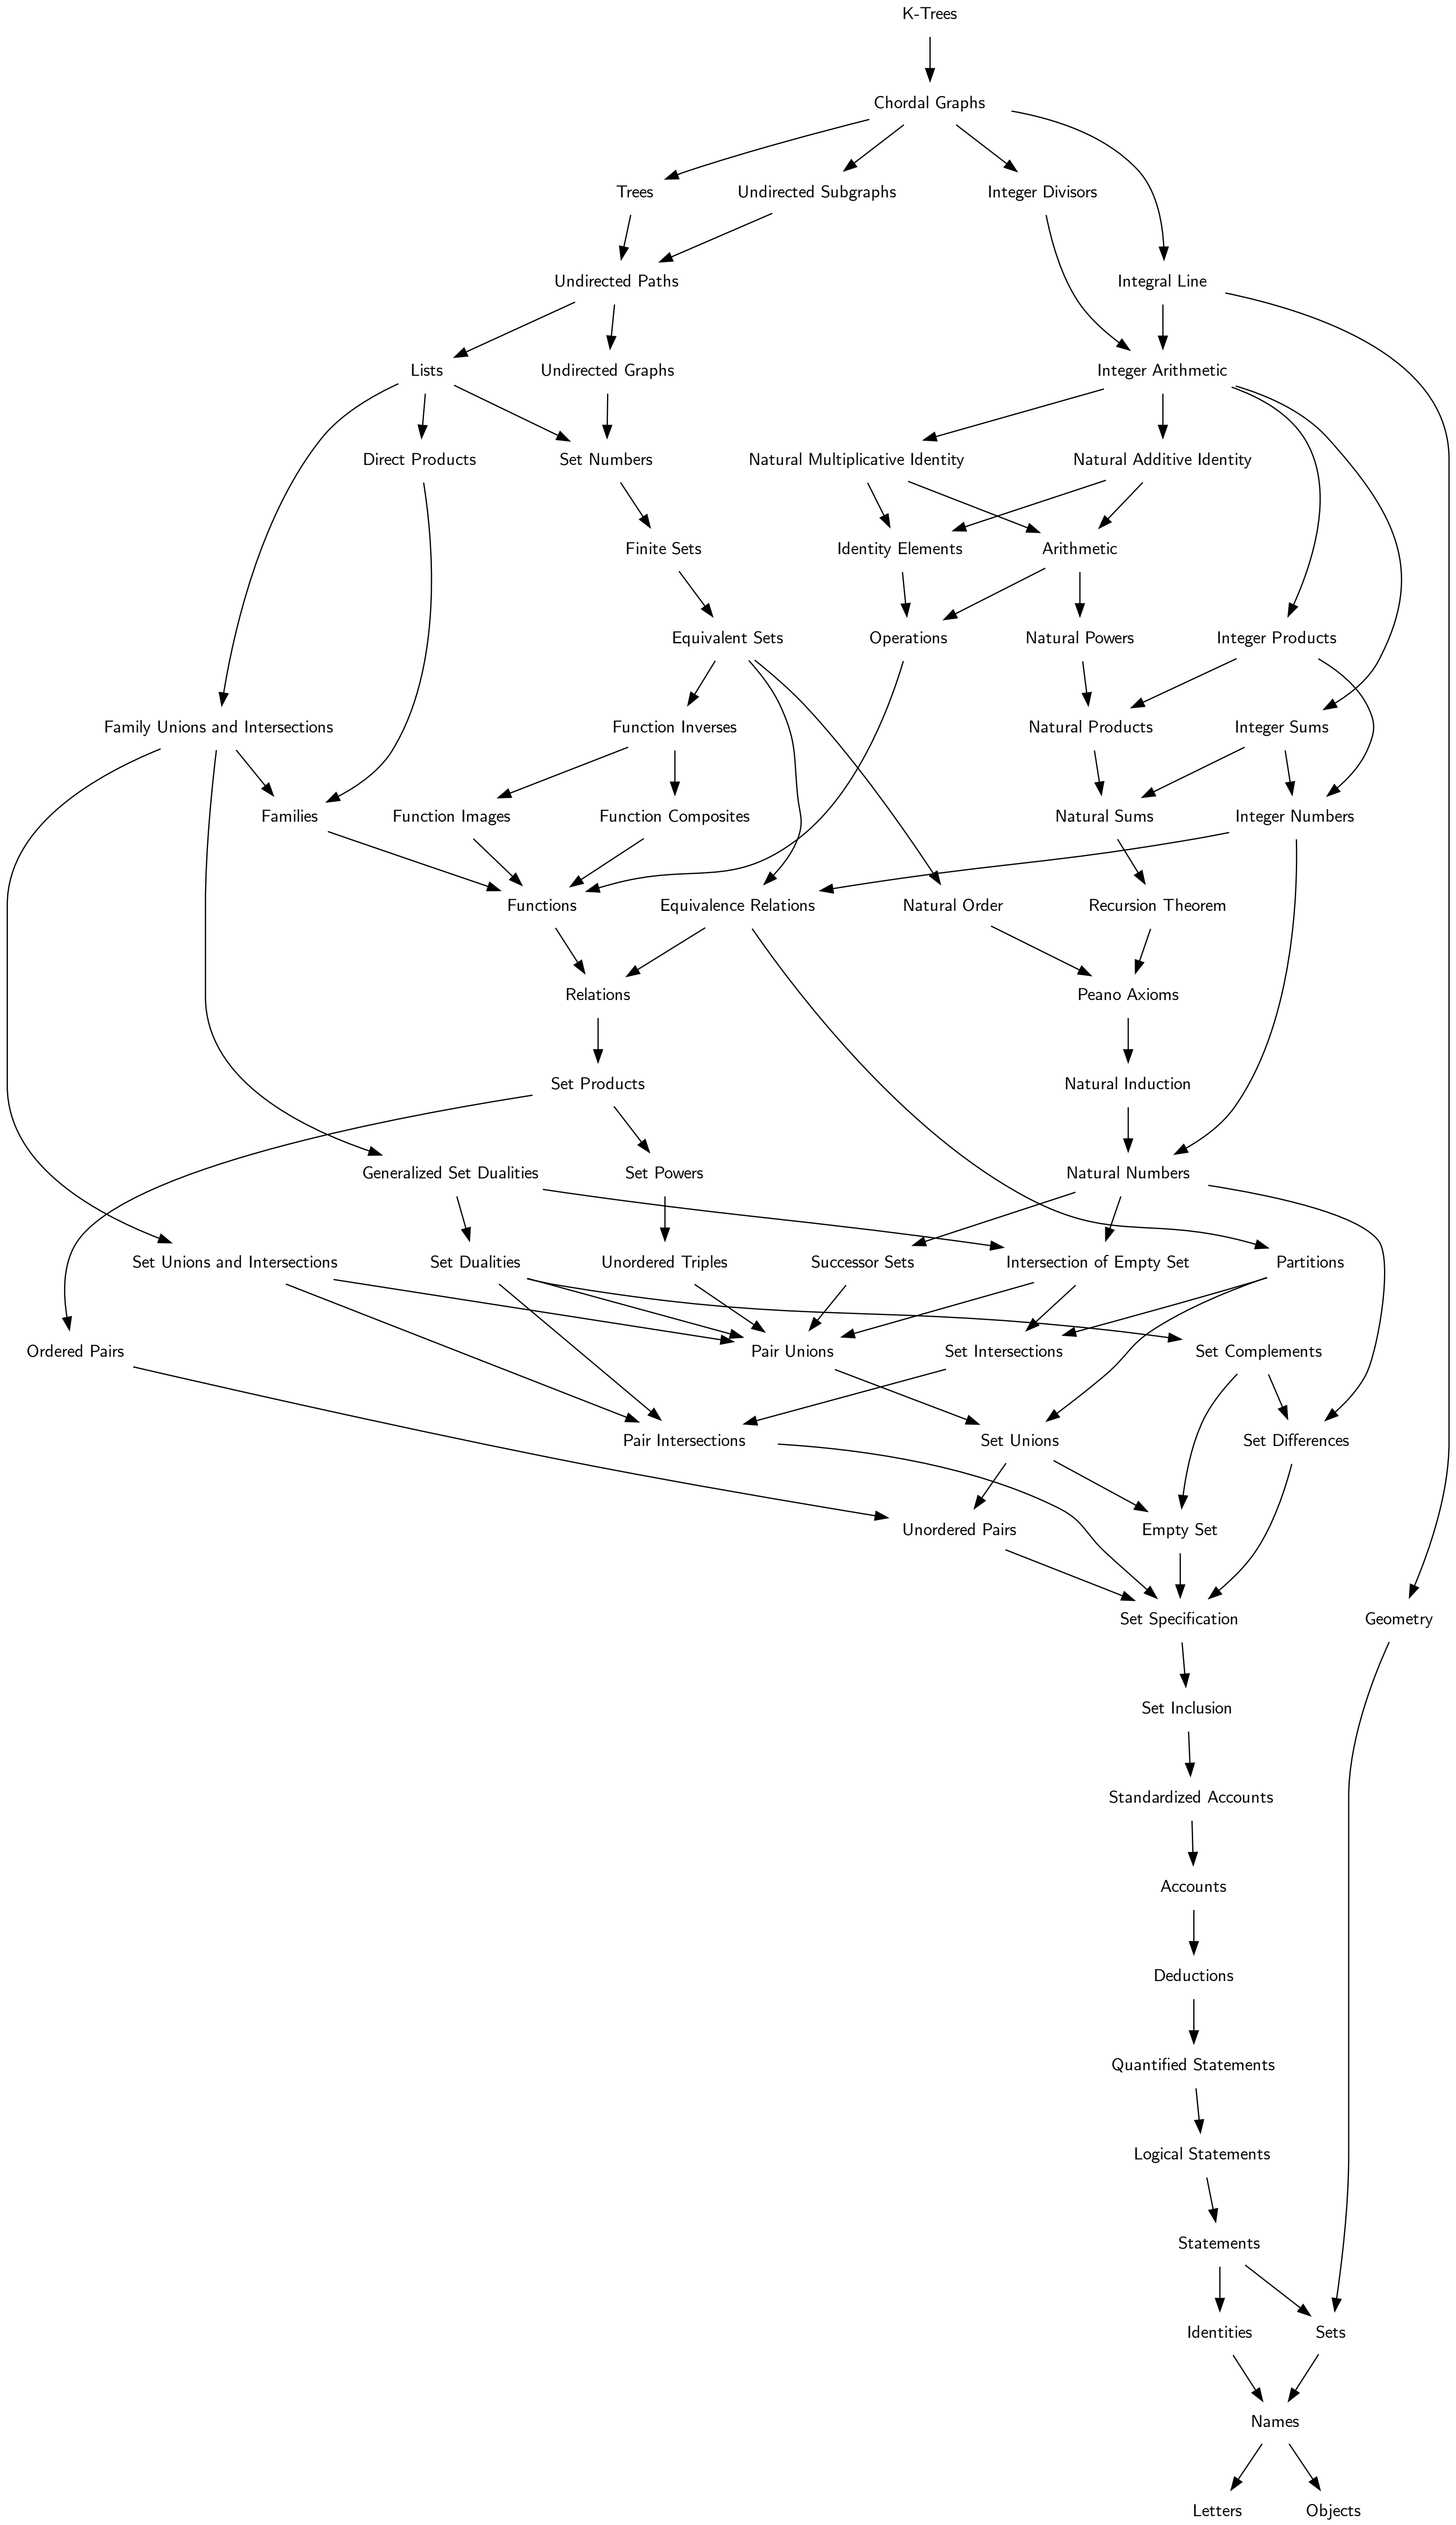 K-Trees
Chordal Graphs
Trees
Undirected Subgraphs
Integer Divisors
Undirected Paths
Integral Line
Lists
Undirected Graphs
Integer Arithmetic
Direct Products
Set Numbers
Natural Multiplicative Identity
Natural Additive Identity
Finite Sets
Identity Elements
Arithmetic
Equivalent Sets
Operations
Natural Powers
Integer Products
Family Unions and Intersections
Function Inverses
Natural Products
Integer Sums
Families
Function Images
Function Composites
Natural Sums
Integer Numbers
Functions
Equivalence Relations
Natural Order
Recursion Theorem
Relations
Peano Axioms
Set Products
Natural Induction
Generalized Set Dualities
Set Powers
Natural Numbers
Set Unions and Intersections
Set Dualities
Unordered Triples
Successor Sets
Intersection of Empty Set
Partitions
Ordered Pairs
Pair Unions
Set Intersections
Set Complements
Pair Intersections
Set Unions
Set Differences
Unordered Pairs
Empty Set
Set Specification
Geometry
Set Inclusion
Standardized Accounts
Accounts
Deductions
Quantified Statements
Logical Statements
Statements
Identities
Sets
Names
Letters
Objects